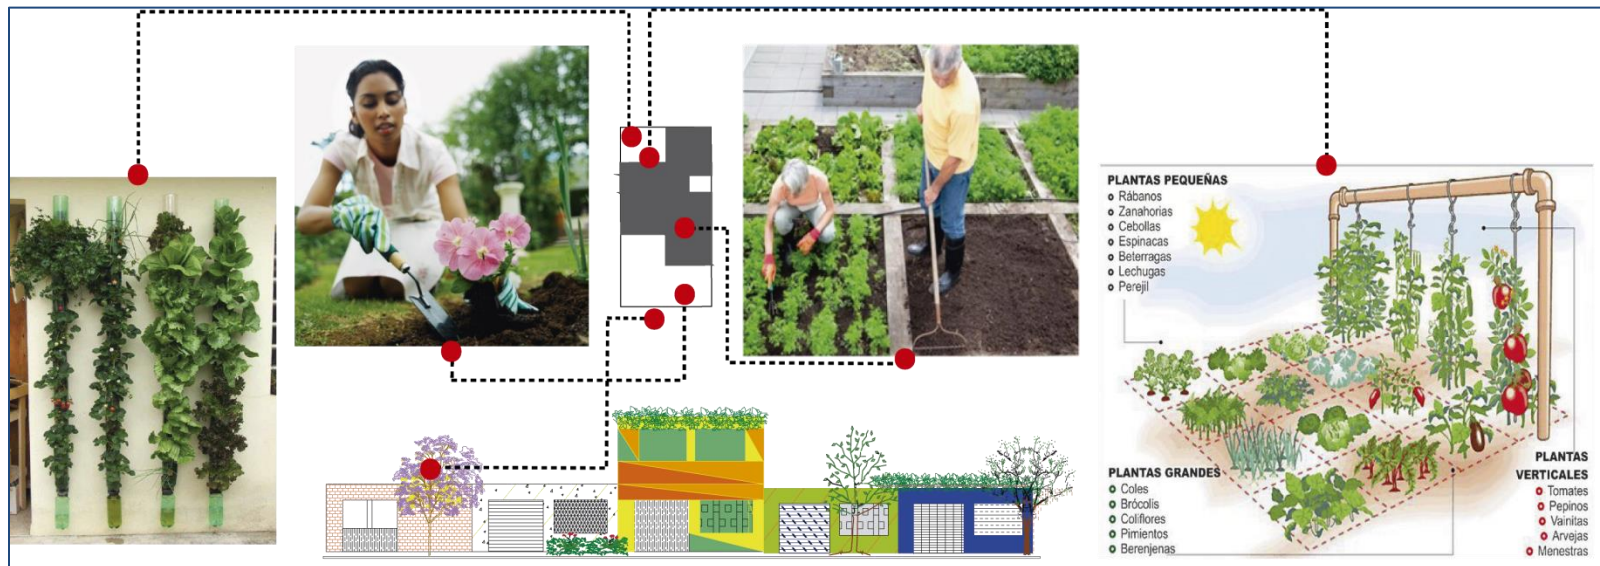 PLANTAS PEQUEÑAS
Rábanos
Zanahorias
Cebollas
Espinacas
Beterragas
Lechugas
Perejil
PLANTAS GRANDES
Coles
Brócolis
Coliflores
Pimientos
Berenjenas
PLANTAS
VERTICALES
Tomates
Pepinos
Vainitas
Arvejas
Menestras